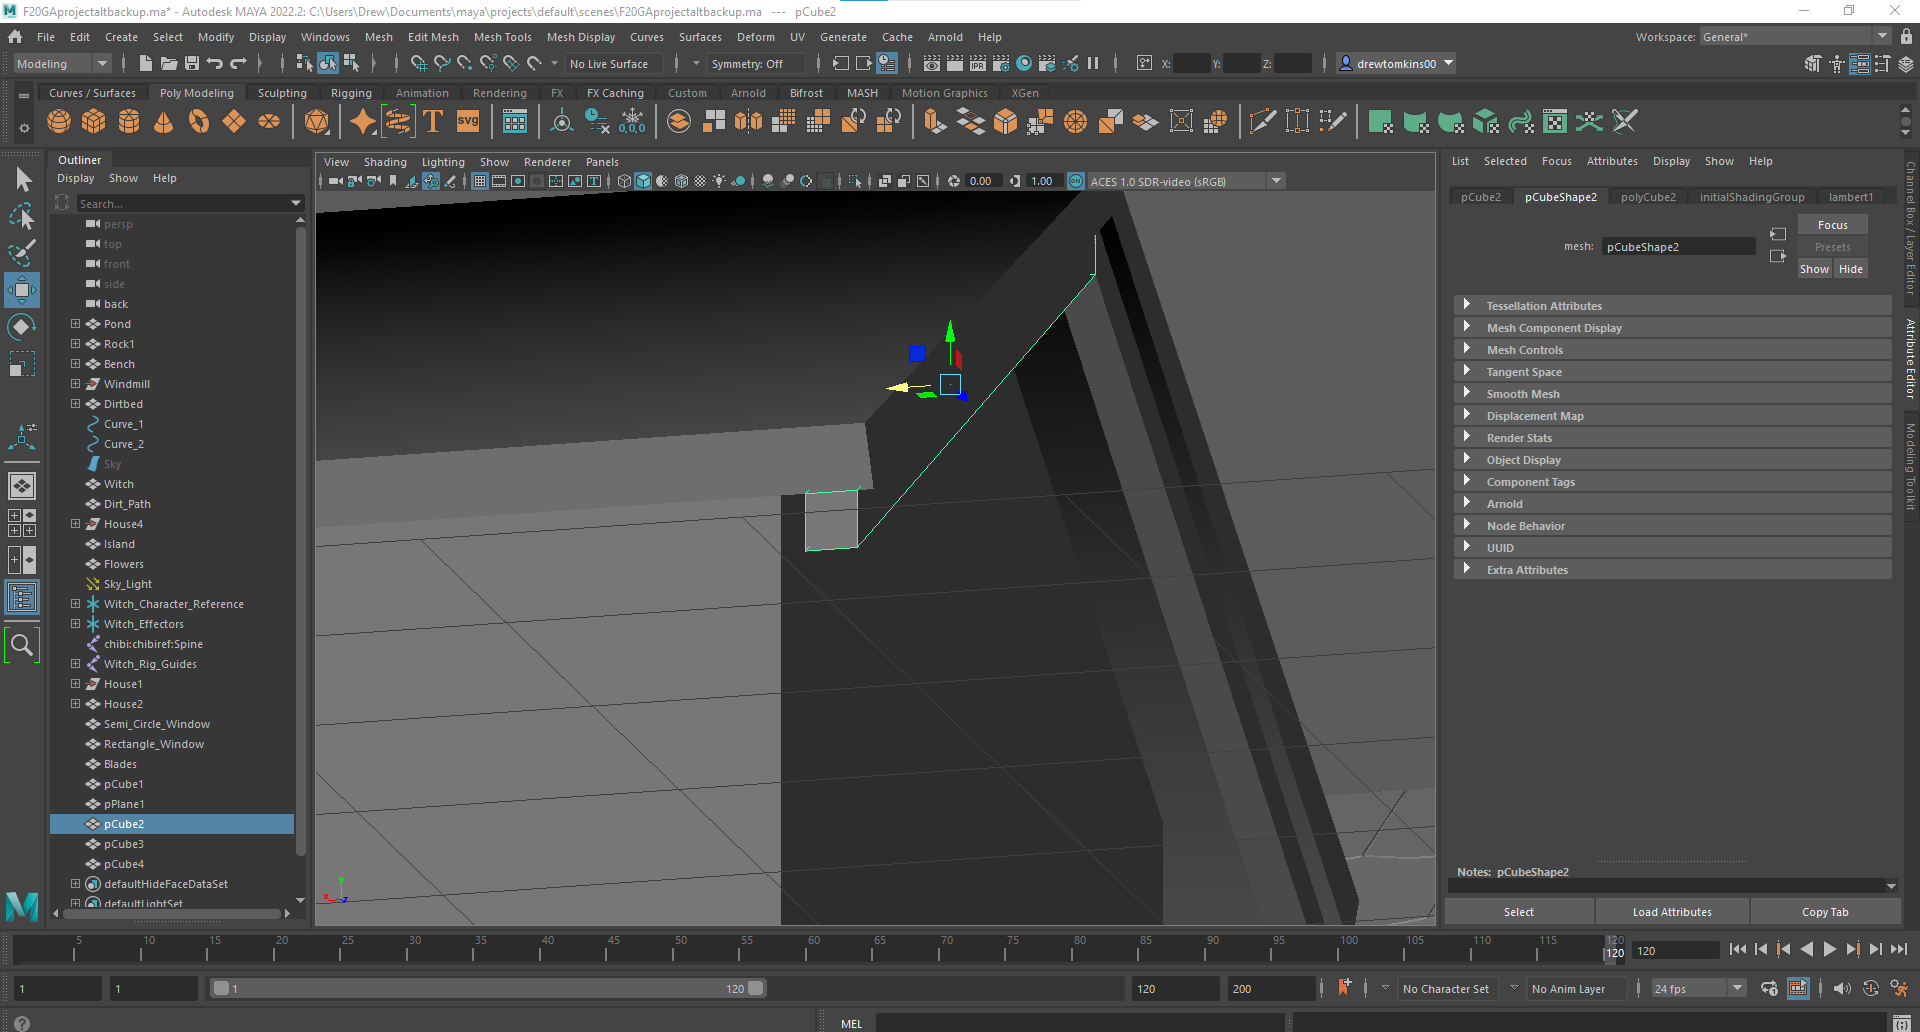 F20GAprojectaltbackup.ma* - Autodesk MAYA 2022.2: C:\Users\Drew\Documents\maya\projects\default\scenes\F20GAprojectaltbackup.ma --- pCube2
File Edit Create Select Modify Display Windows Mesh Edit Mesh Mesh Tools Mesh Display Curves Surfaces Deform UV Generate Cache Arnold Help
Workspace: General*
Modeling
No Live Surface
Symmetry: Off
X:
Y:
Z:
drewtomkins00
Curves / Surfaces Poly Modeling Sculpting Rigging Animation Rendering FX FX Caching Custom Arnold Bifrost MASH Motion Graphics XGen
T svg 0,0,0
Outliner
Display Show Help
Search...
persp
top
front
side
back
Pond
Rock1
Bench
Windmill
Dirtbed
Curve_1
Curve_2
Sky
Witch
Dirt_Path
House4
Island
Flowers
Sky_Light
Witch_Character_Reference
Witch_Effectors
chibi:chibiref:Spine
Witch_Rig_Guides
House1
House2
Semi_Circle_Window
Rectangle_Window
Blades
pCube1
pPlane1
pCube2
pCube3
pCube4
defaultHideFaceDataSet
defaultLightSet
View Shading Lighting Show Renderer Panels
0.00
1.00
ACES 1.0 SDR-video (sRGB)
y
x
z
List Selected Focus Attributes Display Show Help
pCube2 pCubeShape2 polyCube2 initialShadingGroup lambert1
mesh: pCubeShape2
Focus
Presets
Show Hide
Tessellation Attributes
Mesh Component Display
Mesh Controls
Tangent Space
Smooth Mesh
Displacement Map
Render Stats
Object Display
Component Tags
Arnold
Node Behavior
UUID
Extra Attributes
Notes: pCubeShape2
Select Load Attributes Copy Tab
Channel Box / Layer Editor
Attribute Editor
Modeling Toolkit
5 10 15 20 25 30 35 40 45 50 55 60 65 70 75 80 85 90 95 100 105 110 115 120
120
120
1 1 1 120 120 200
No Character Set
No Anim Layer
24 fps
MEL